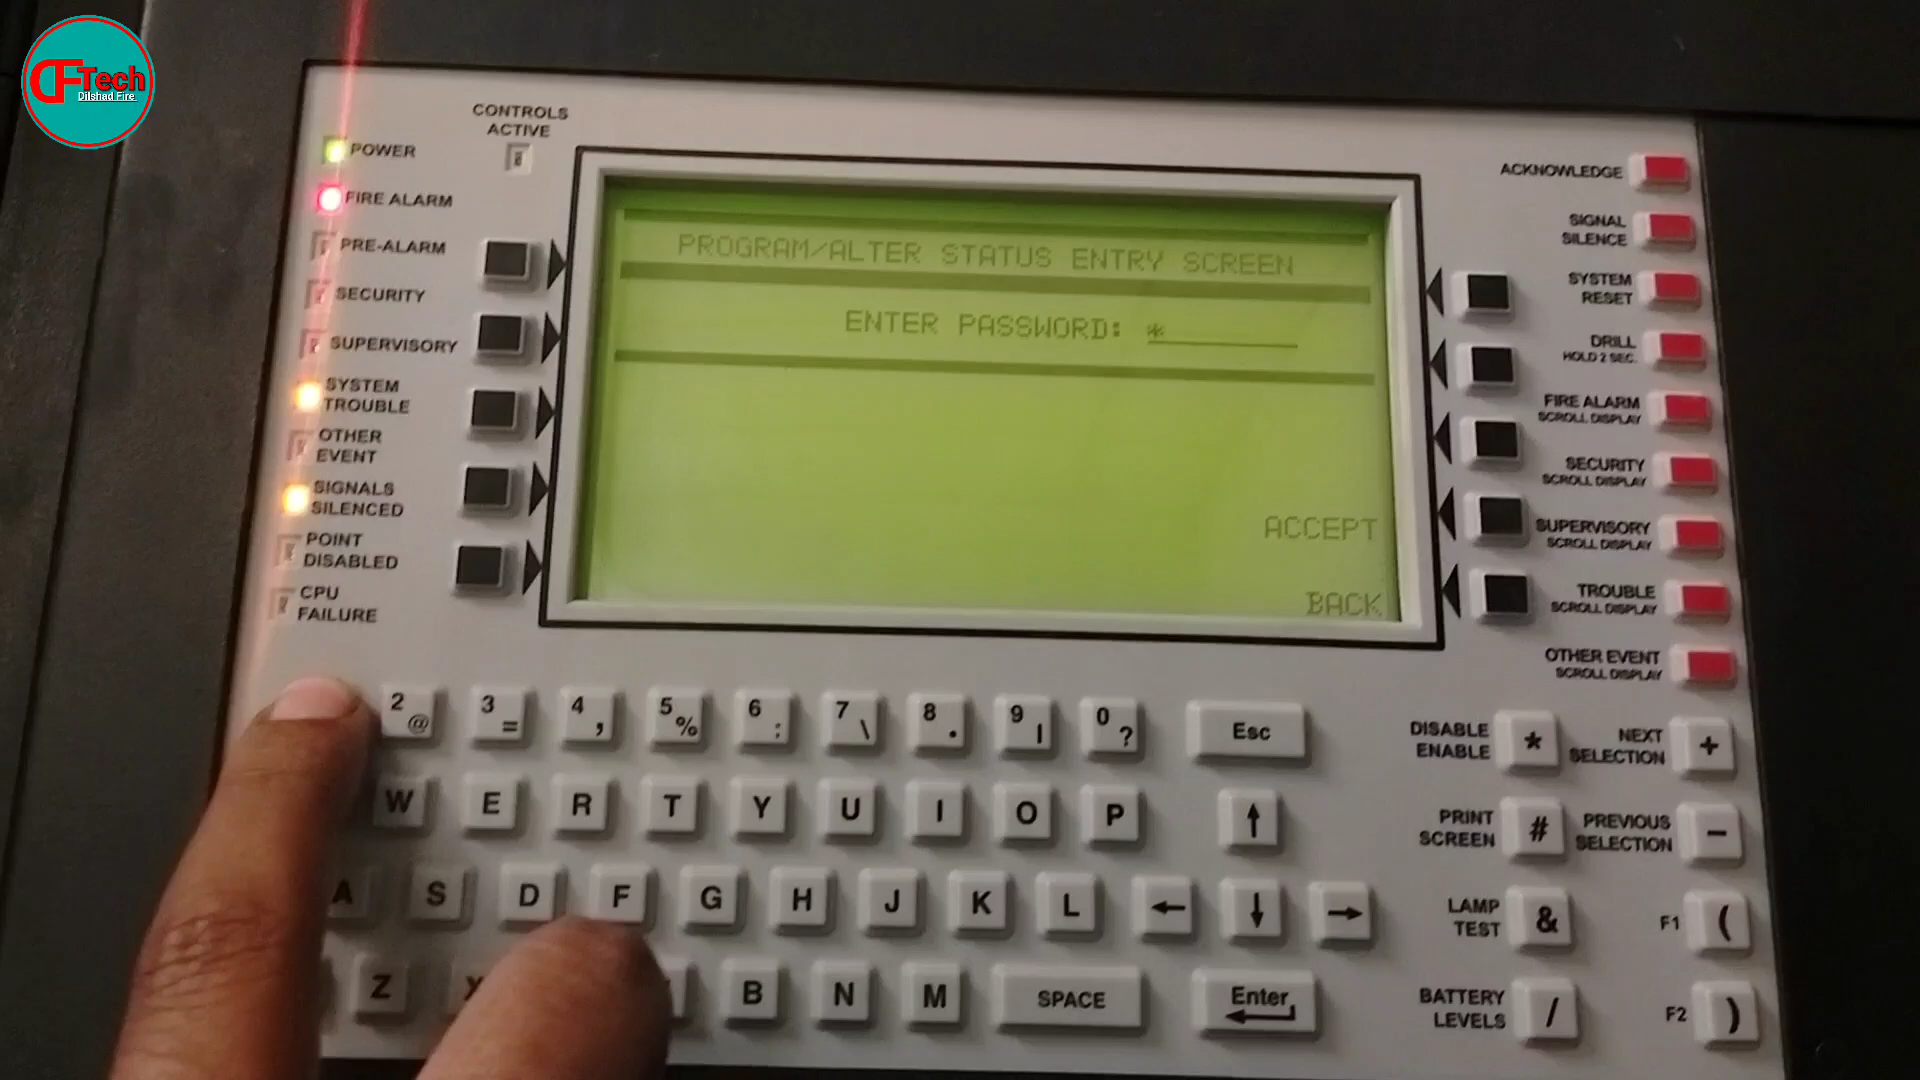 DFTech
Dilshad Fire
CONTROLS
ACTIVE
POWER
FIRE ALARM
PRE-ALARM
SECURITY
SUPERVISORY
SYSTEM
TROUBLE
OTHER
EVENT
SIGNALS
SILENCED
POINT
DISABLED
CPU
FAILURE
PROGRAM/ALTER STATUS ENTRY SCREEN
ENTER PASSWORD: *
ACCEPT
BACK
ACKNOWLEDGE
SIGNAL
SILENCE
SYSTEM
RESET
DRILL
HOLD 2 SEC.
FIRE ALARM
SCROLL DISPLAY
SECURITY
SCROLL DISPLAY
SUPERVISORY
SCROLL DISPLAY
TROUBLE
SCROLL DISPLAY
OTHER EVENT
SCROLL DISPLAY
2 @ 3 = 4 , 5 % 6 : 7 \ 8 . 9 | 0 ? Esc
W E R T Y U I O P ↑
A S D F G H J K L ← ↓ →
Z X B N M SPACE Enter
DISABLE
ENABLE
*
NEXT
SELECTION
+
PRINT
SCREEN
#
PREVIOUS
SELECTION
−
LAMP
TEST
&
F1 (
BATTERY
LEVELS
/
F2 )